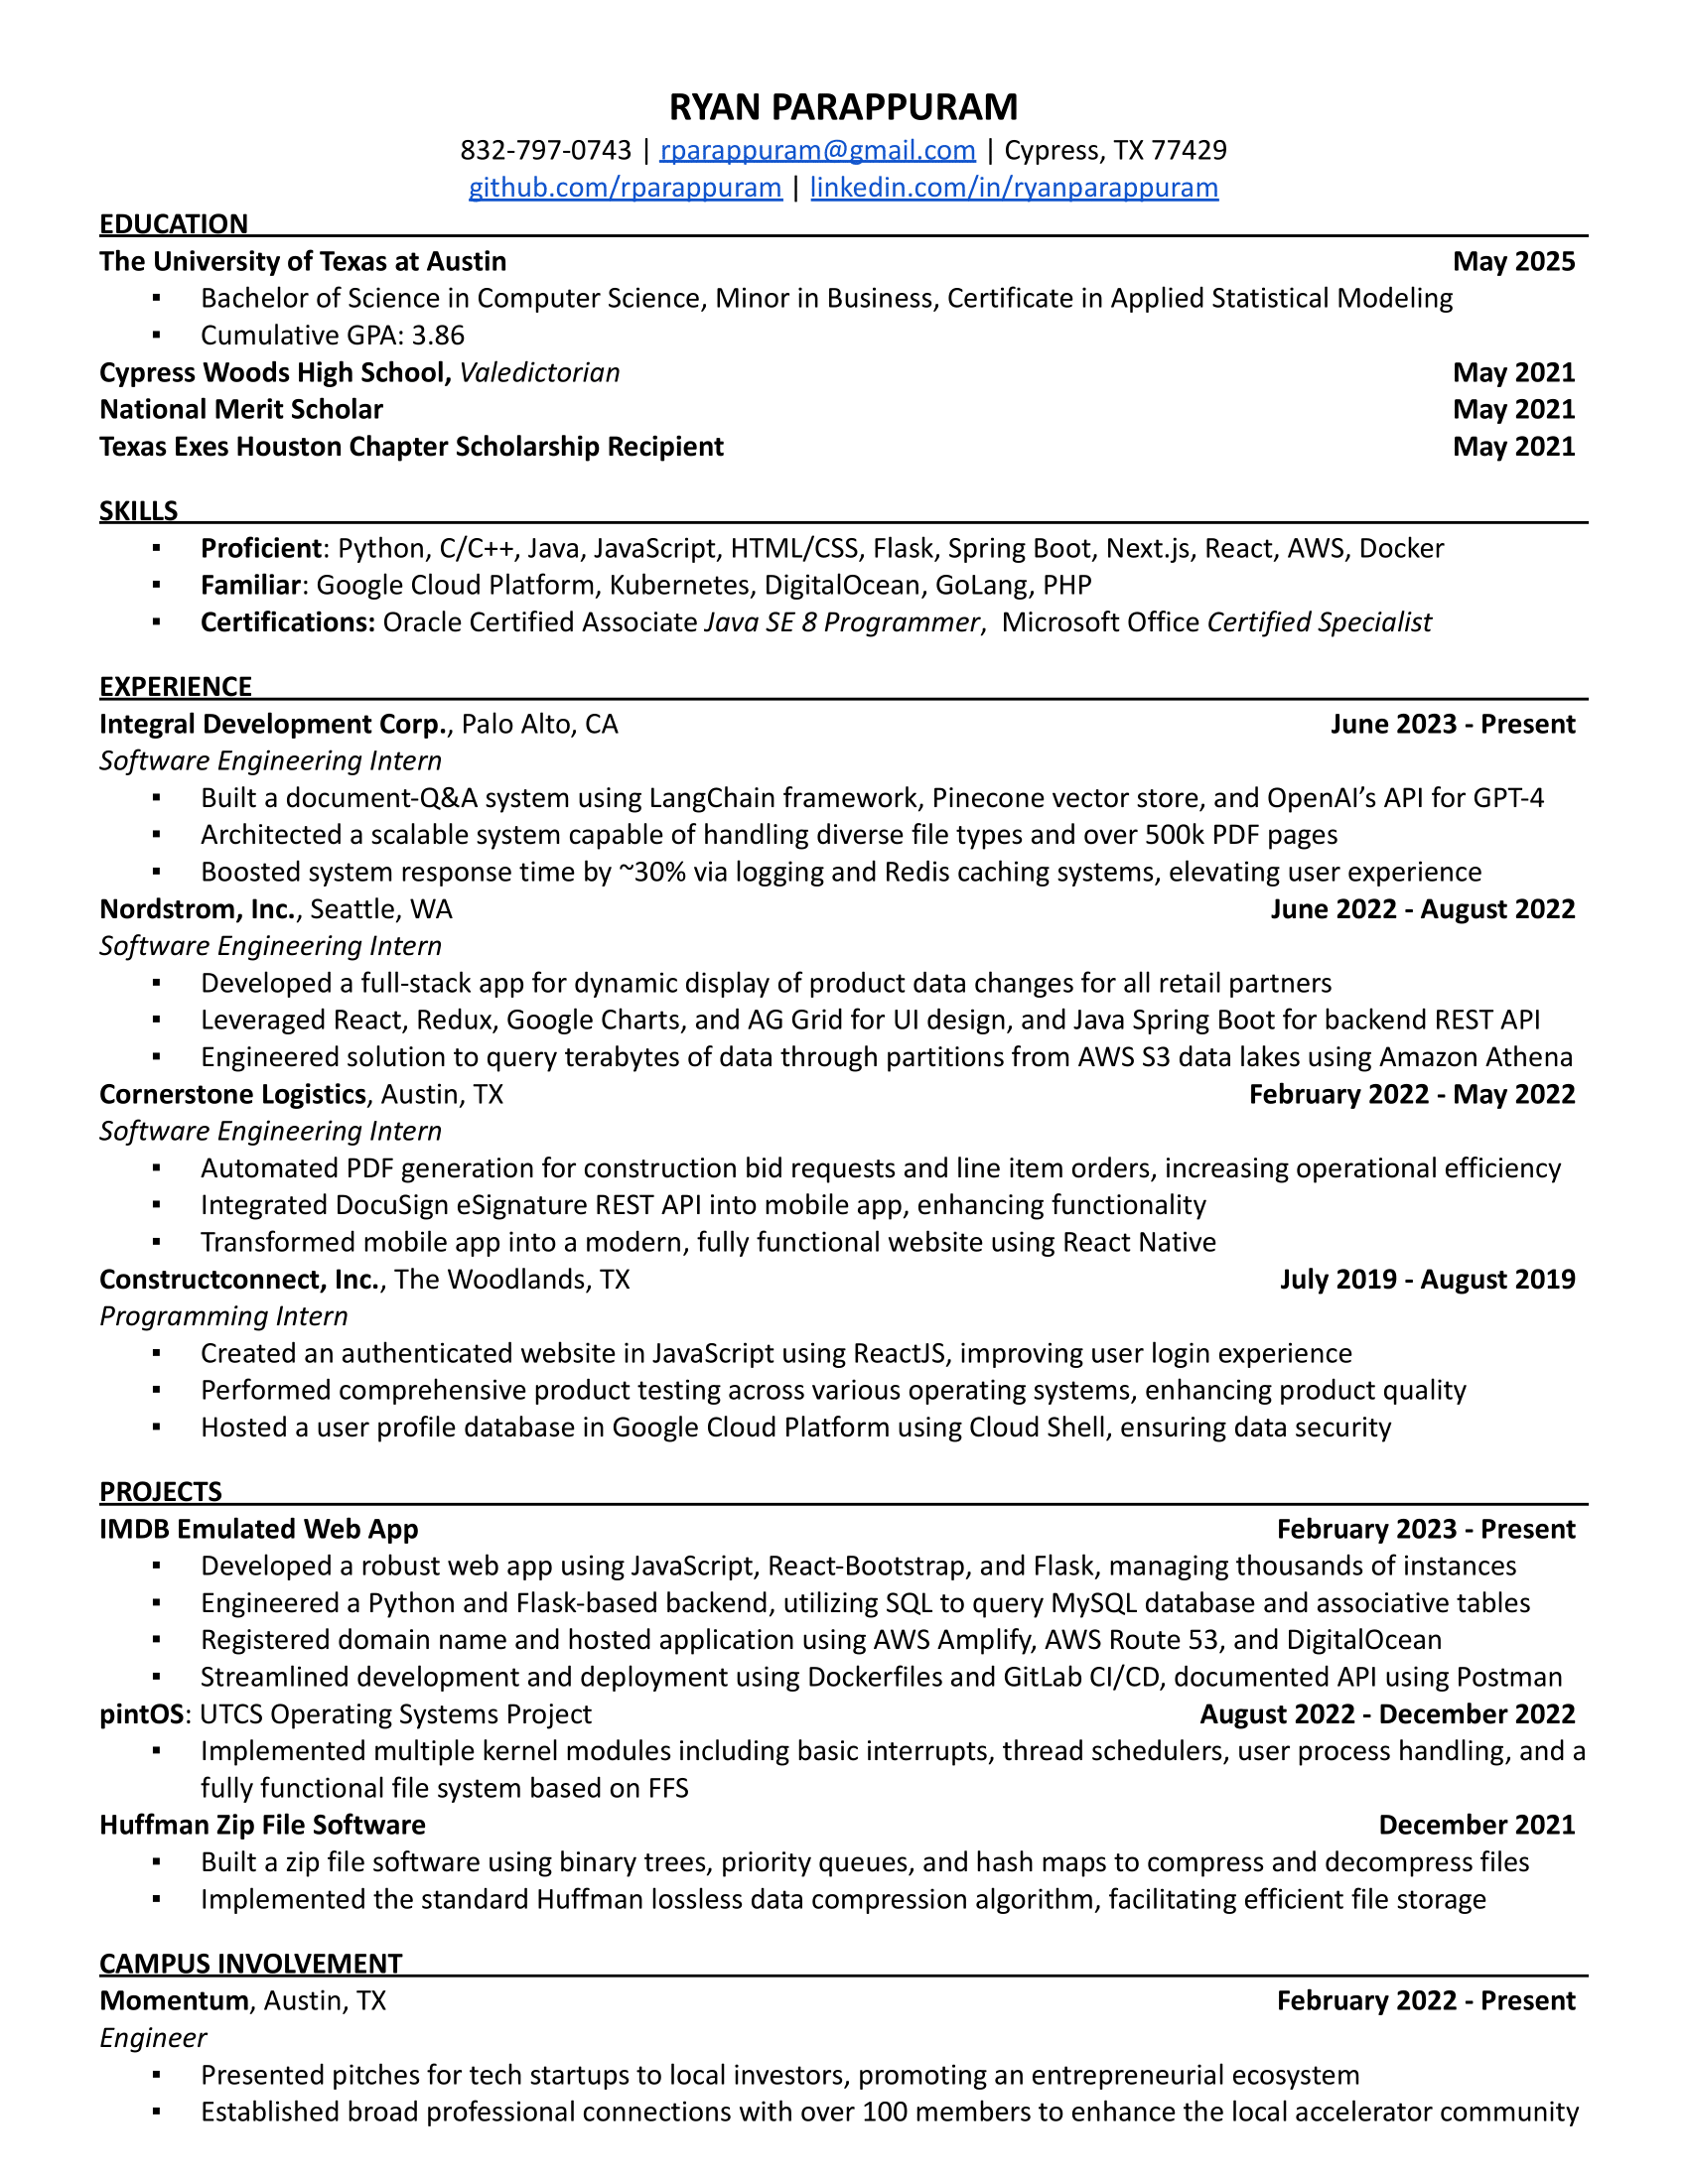 RYAN PARAPPURAM
832-797-0743 | rparappuram@gmail.com | Cypress, TX 77429
github.com/rparappuram | linkedin.com/in/ryanparappuram
EDUCATION
The University of Texas at Austin May 2025
▪ Bachelor of Science in Computer Science, Minor in Business, Certificate in Applied Statistical Modeling
▪ Cumulative GPA: 3.86
Cypress Woods High School, Valedictorian May 2021
National Merit Scholar May 2021
Texas Exes Houston Chapter Scholarship Recipient May 2021
SKILLS
▪ Proficient: Python, C/C++, Java, JavaScript, HTML/CSS, Flask, Spring Boot, Next.js, React, AWS, Docker
▪ Familiar: Google Cloud Platform, Kubernetes, DigitalOcean, GoLang, PHP
▪ Certifications: Oracle Certified Associate Java SE 8 Programmer, Microsoft Office Certified Specialist
EXPERIENCE
Integral Development Corp., Palo Alto, CA June 2023 - Present
Software Engineering Intern
▪ Built a document-Q&A system using LangChain framework, Pinecone vector store, and OpenAI’s API for GPT-4
▪ Architected a scalable system capable of handling diverse file types and over 500k PDF pages
▪ Boosted system response time by ~30% via logging and Redis caching systems, elevating user experience
Nordstrom, Inc., Seattle, WA June 2022 - August 2022
Software Engineering Intern
▪ Developed a full-stack app for dynamic display of product data changes for all retail partners
▪ Leveraged React, Redux, Google Charts, and AG Grid for UI design, and Java Spring Boot for backend REST API
▪ Engineered solution to query terabytes of data through partitions from AWS S3 data lakes using Amazon Athena
Cornerstone Logistics, Austin, TX February 2022 - May 2022
Software Engineering Intern
▪ Automated PDF generation for construction bid requests and line item orders, increasing operational efficiency
▪ Integrated DocuSign eSignature REST API into mobile app, enhancing functionality
▪ Transformed mobile app into a modern, fully functional website using React Native
Constructconnect, Inc., The Woodlands, TX July 2019 - August 2019
Programming Intern
▪ Created an authenticated website in JavaScript using ReactJS, improving user login experience
▪ Performed comprehensive product testing across various operating systems, enhancing product quality
▪ Hosted a user profile database in Google Cloud Platform using Cloud Shell, ensuring data security
PROJECTS
IMDB Emulated Web App February 2023 - Present
▪ Developed a robust web app using JavaScript, React-Bootstrap, and Flask, managing thousands of instances
▪ Engineered a Python and Flask-based backend, utilizing SQL to query MySQL database and associative tables
▪ Registered domain name and hosted application using AWS Amplify, AWS Route 53, and DigitalOcean
▪ Streamlined development and deployment using Dockerfiles and GitLab CI/CD, documented API using Postman
pintOS: UTCS Operating Systems Project August 2022 - December 2022
▪ Implemented multiple kernel modules including basic interrupts, thread schedulers, user process handling, and a
fully functional file system based on FFS
Huffman Zip File Software December 2021
▪ Built a zip file software using binary trees, priority queues, and hash maps to compress and decompress files
▪ Implemented the standard Huffman lossless data compression algorithm, facilitating efficient file storage
CAMPUS INVOLVEMENT
Momentum, Austin, TX February 2022 - Present
Engineer
▪ Presented pitches for tech startups to local investors, promoting an entrepreneurial ecosystem
▪ Established broad professional connections with over 100 members to enhance the local accelerator community